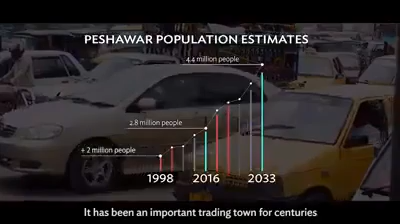 PESHAWAR POPULATION ESTIMATES
4.4 million people
2.8 million people
+ 2 million people
1998 2016 2033
It has been an important trading town for centuries